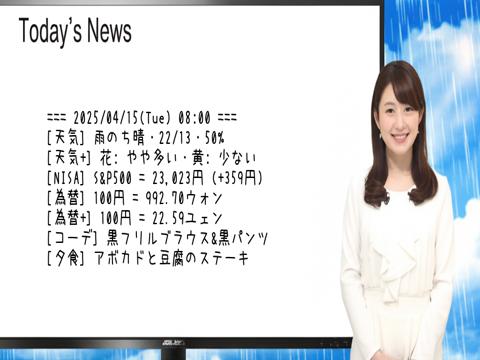 Today's News
=== 2025/04/15(Tue) 08:00 ===
[天気] 雨のち晴・22/13・50%
[天気+] 花: やや多い・黄: 少ない
[NISA] S&P500 = 23,023円 (+359円)
[為替] 100円 = 992.70ウォン
[為替+] 100円 = 22.59ユェン
[コーデ] 黒フリルブラウス&黒パンツ
[夕食] アボカドと豆腐のステーキ